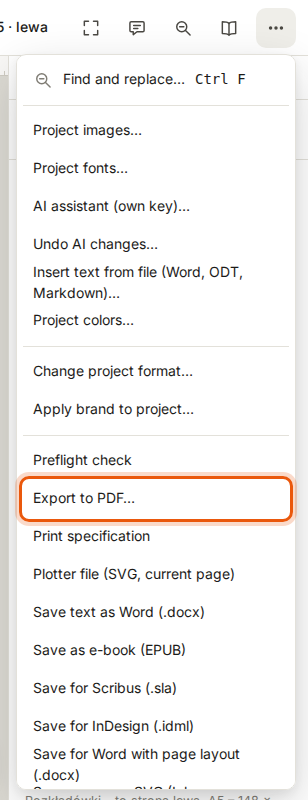 5 · lewa
Find and replace... Ctrl F
Project images...
Project fonts...
AI assistant (own key)...
Undo AI changes...
Insert text from file (Word, ODT,
Markdown)...
Project colors...
Change project format...
Apply brand to project...
Preflight check
Export to PDF...
Print specification
Plotter file (SVG, current page)
Save text as Word (.docx)
Save as e-book (EPUB)
Save for Scribus (.sla)
Save for InDesign (.idml)
Save for Word with page layout
(.docx)